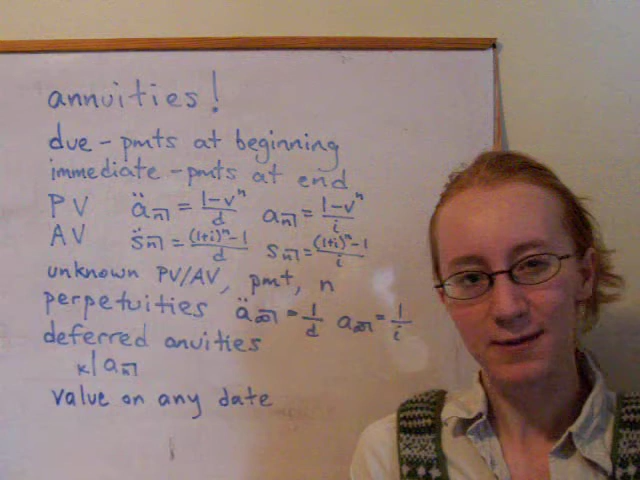 annuities!
due - pmts at beginning
immediate - pmts at end
PV ä_n̅| = (1-v^n)/d a_n̅| = (1-v^n)/i
AV s̈_n̅| = ((1+i)^n-1)/d s_n̅| = ((1+i)^n-1)/i
unknown PV/AV, pmt, n
perpetuities ä_∞̅| = 1/d a_∞̅| = 1/i
deferred anuities
k|a_n̅|
value on any date